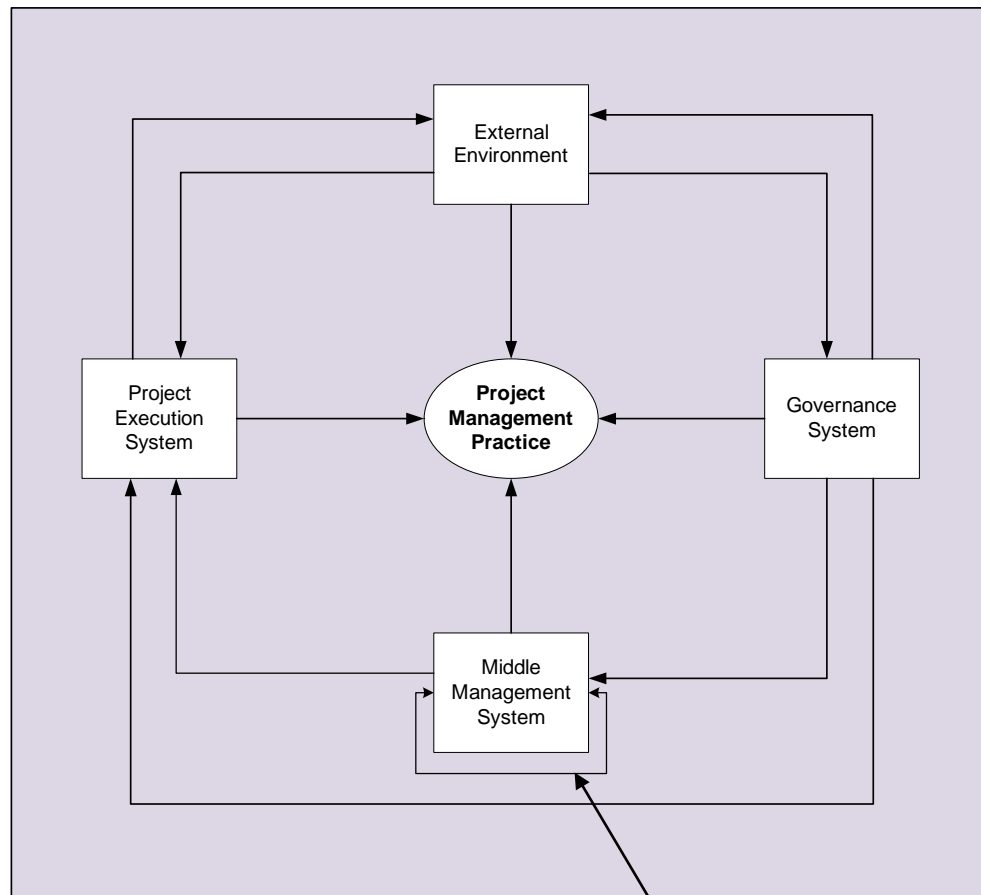 External
Environment
Project
Execution
System
Project
Management
Practice
Governance
System
Middle
Management
System